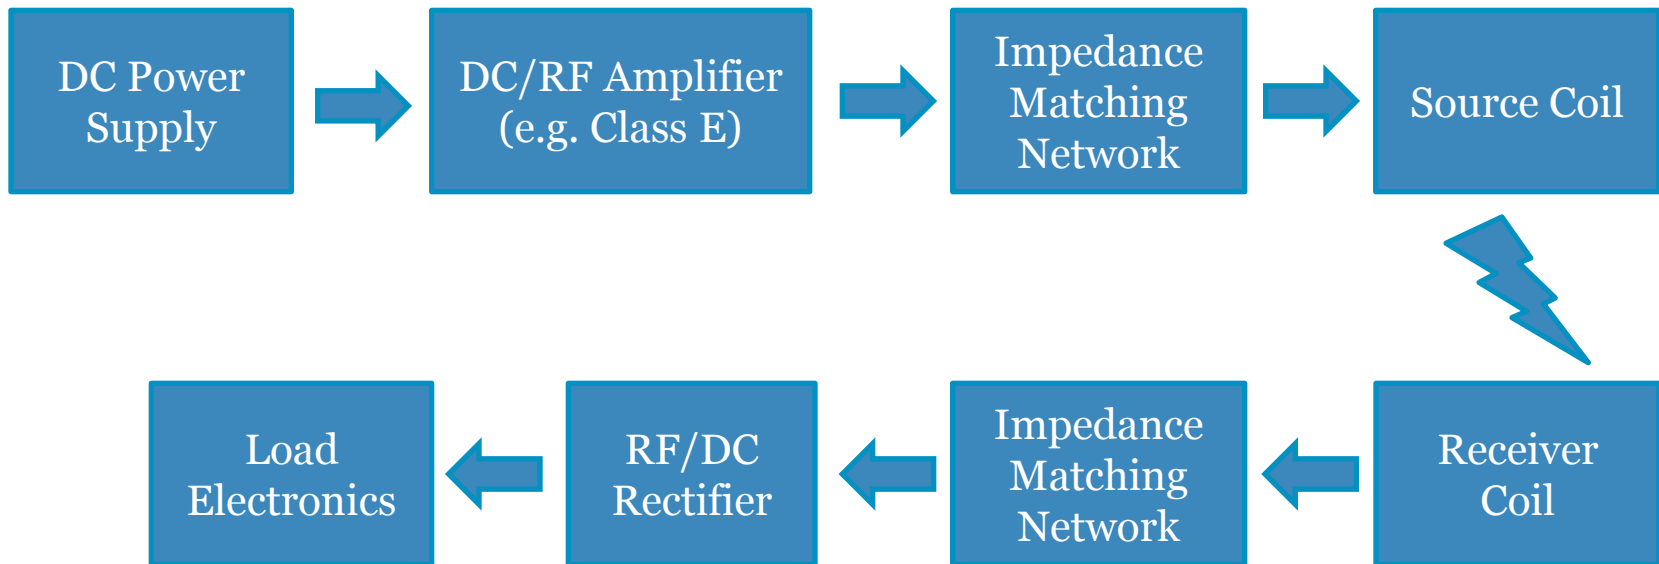 DC Power
Supply
DC/RF Amplifier
(e.g. Class E)
Impedance
Matching
Network
Source Coil
Load
Electronics
RF/DC
Rectifier
Impedance
Matching
Network
Receiver
Coil